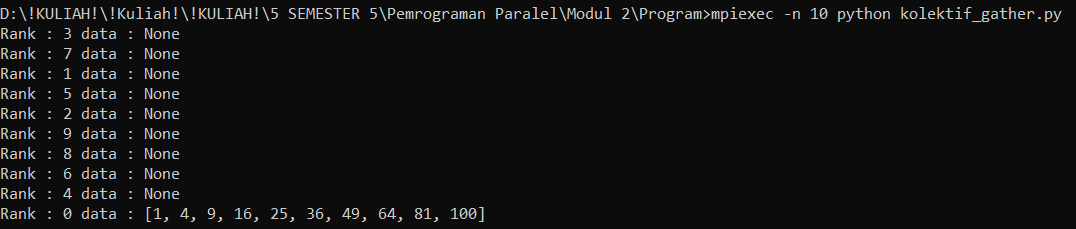 D:\!KULIAH!\!Kuliah!\!KULIAH!\5 SEMESTER 5\Pemrograman Paralel\Modul 2\Program>mpiexec -n 10 python kolektif_gather.py
Rank : 3 data : None
Rank : 7 data : None
Rank : 1 data : None
Rank : 5 data : None
Rank : 2 data : None
Rank : 9 data : None
Rank : 8 data : None
Rank : 6 data : None
Rank : 4 data : None
Rank : 0 data : [1, 4, 9, 16, 25, 36, 49, 64, 81, 100]